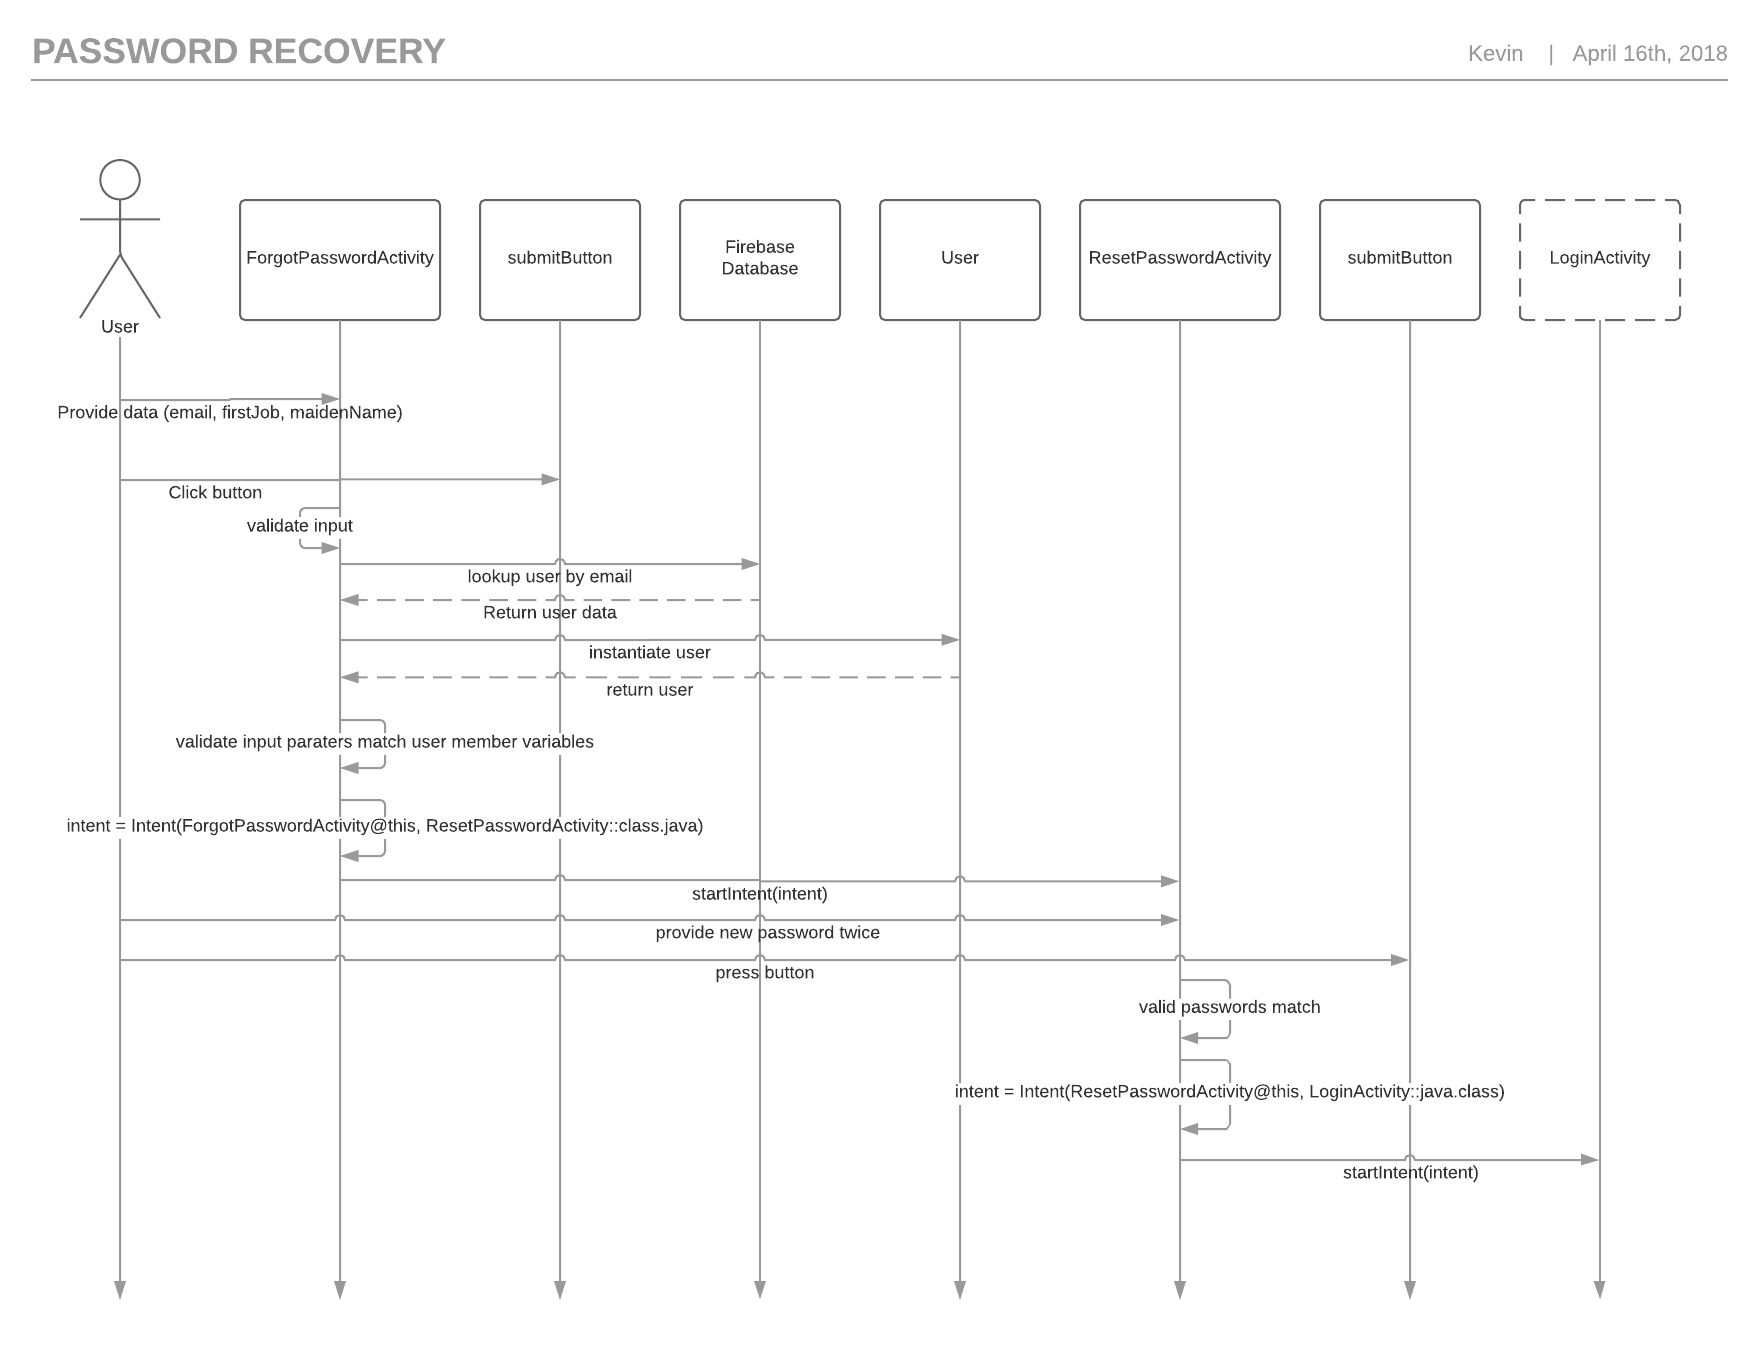 PASSWORD RECOVERY
Kevin | April 16th, 2018
User
ForgotPasswordActivity
submitButton
Firebase
Database
User
ResetPasswordActivity
submitButton
LoginActivity
Provide data (email, firstJob, maidenName)
Click button
validate input
lookup user by email
Return user data
instantiate user
return user
validate input paraters match user member variables
intent = Intent(ForgotPasswordActivity@this, ResetPasswordActivity::class.java)
startIntent(intent)
provide new password twice
press button
valid passwords match
intent = Intent(ResetPasswordActivity@this, LoginActivity::java.class)
startIntent(intent)